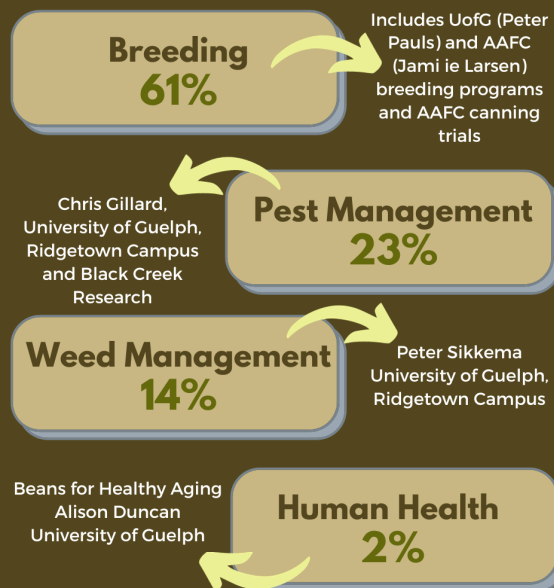 Breeding
61%
Includes UofG (Peter
Pauls) and AAFC
(Jami ie Larsen)
breeding programs
and AAFC canning
trials
Chris Gillard,
University of Guelph,
Ridgetown Campus
and Black Creek
Research
Pest Management
23%
Weed Management
14%
Peter Sikkema
University of Guelph,
Ridgetown Campus
Beans for Healthy Aging
Alison Duncan
University of Guelph
Human Health
2%